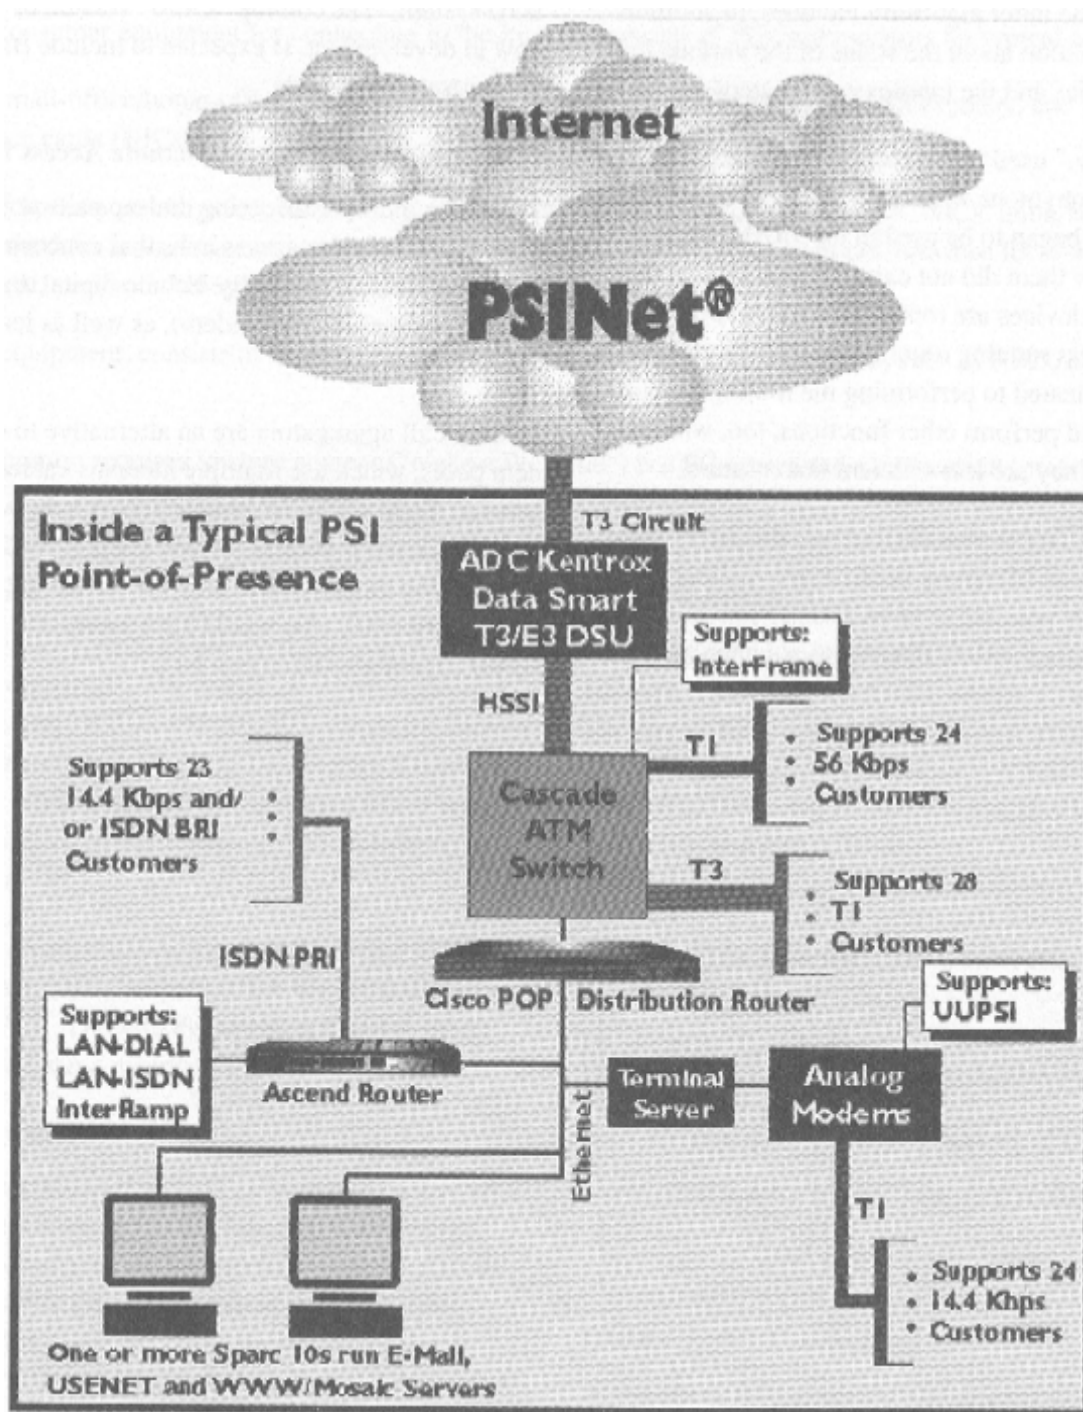 Internet
PSINet®
T3 Circuit
Inside a Typical PSI
Point-of-Presence
ADC Kentrox
Data Smart
T3/E3 DSU
Supports:
InterFrame
HSSI
T1
Supports 24
56 Kbps
Customers
Supports 23
14.4 Kbps and/
or ISDN BRI
Customers
Cascade
ATM
Switch
T3
Supports 28
T1
Customers
ISDN PRI
Cisco POP Distribution Router
Supports:
UUPSI
Supports:
LAN-DIAL
LAN-ISDN
InterRamp
Ascend Router
Terminal
Server
Analog
Modems
Ethernet
T1
Supports 24
14.4 Kbps
Customers
One or more Sparc 10s run E-Mail,
USENET and WWW/Mosaic Servers